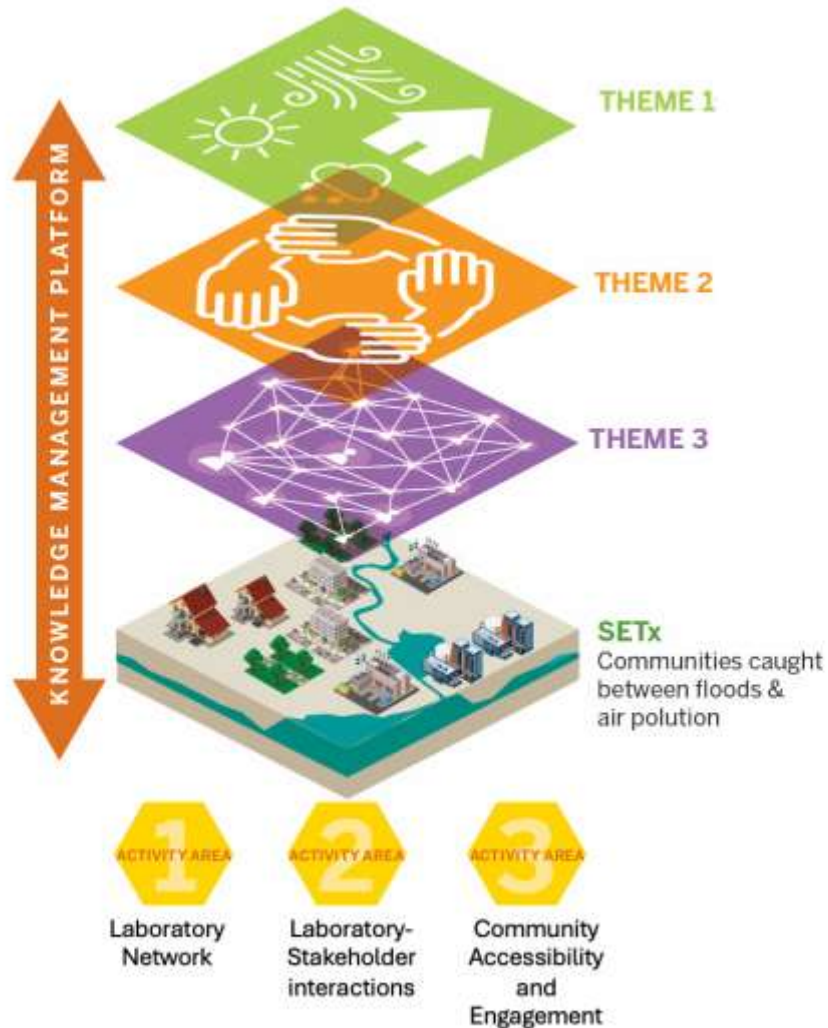 THEME 1
KNOWLEDGE MANAGEMENT PLATFORM
THEME 2
THEME 3
SETx
Communities caught
between floods &
air polution
1
ACTIVITY AREA
Laboratory
Network
2
ACTIVITY AREA
Laboratory-
Stakeholder
interactions
3
ACTIVITY AREA
Community
Accessibility
and
Engagement